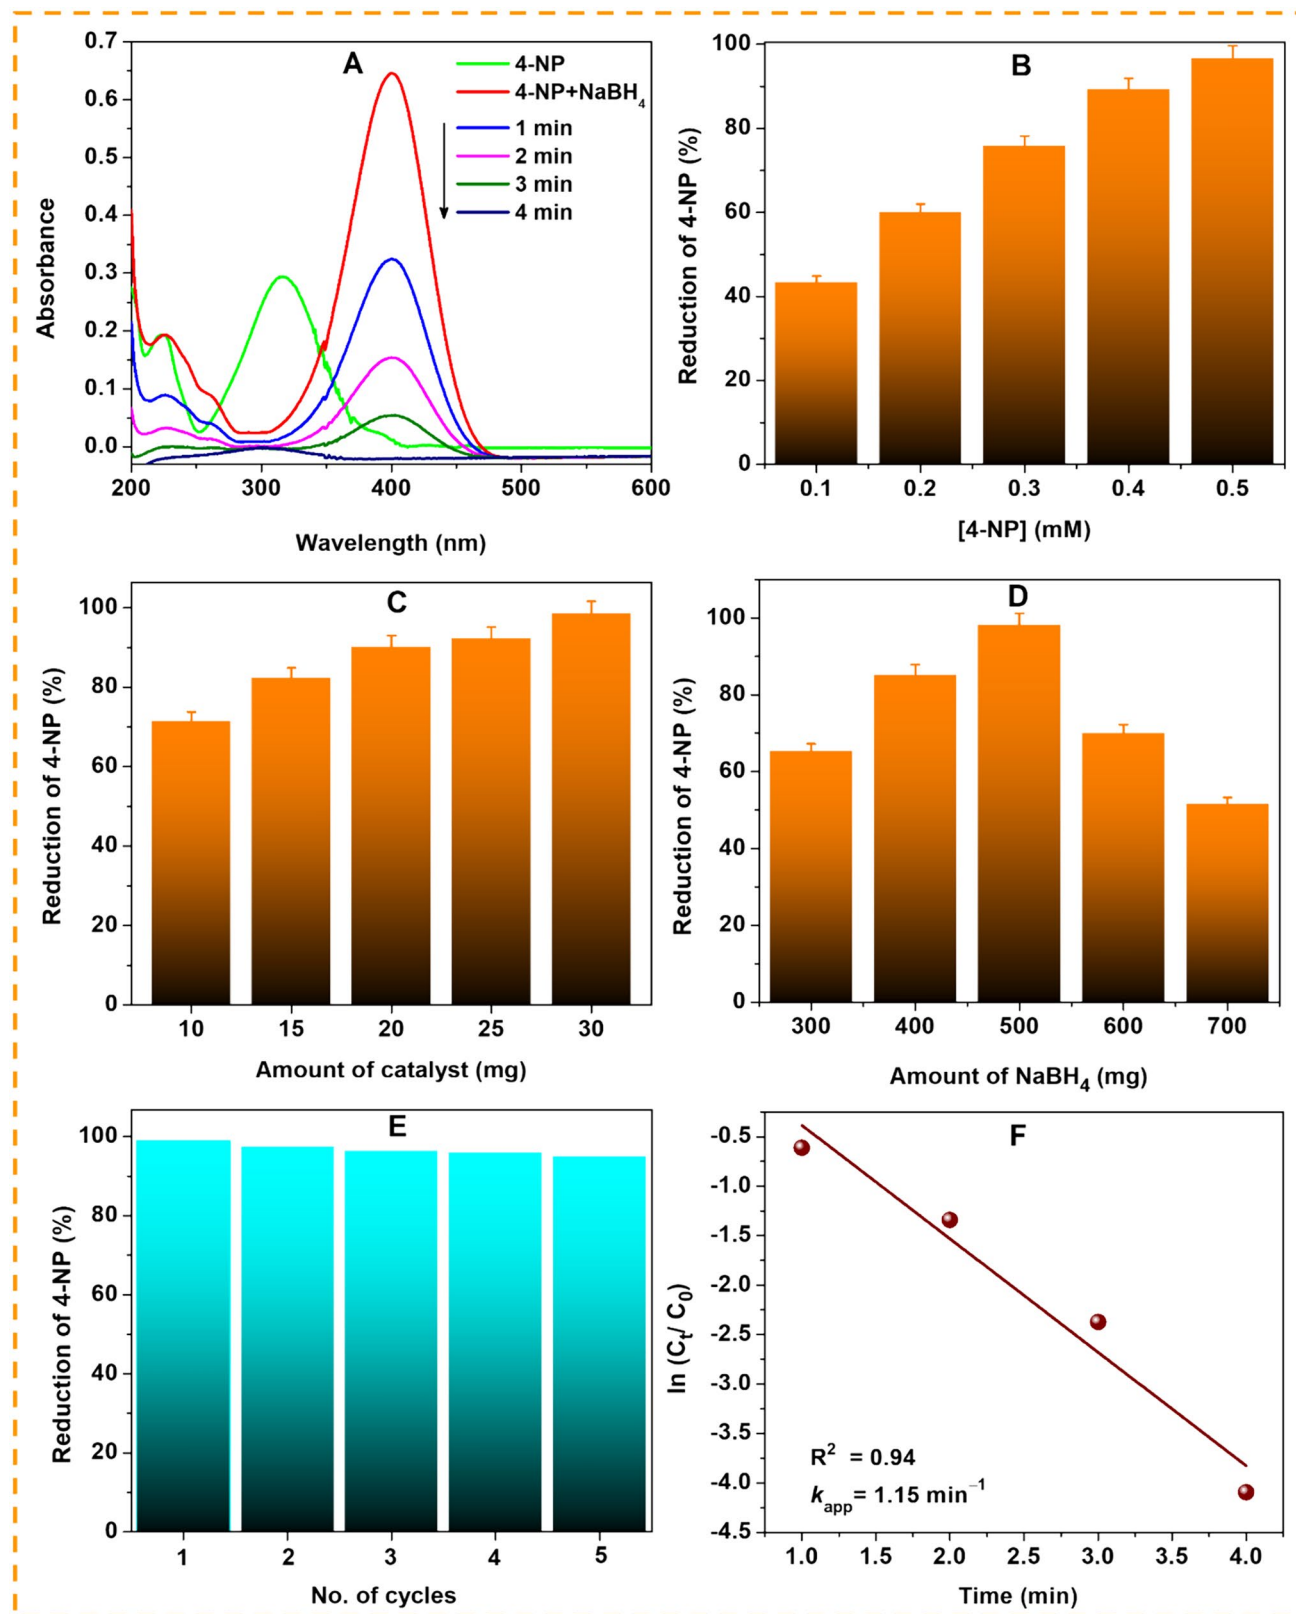 A
0.7
0.6
0.5
0.4
0.3
0.2
0.1
0.0
Absorbance
4-NP
4-NP+NaBH₄
1 min
2 min
3 min
4 min
200 300 400 500 600
Wavelength (nm)
B
100
80
60
40
20
0
Reduction of 4-NP (%)
0.1 0.2 0.3 0.4 0.5
[4-NP] (mM)
C
100
80
60
40
20
0
Reduction of 4-NP (%)
10 15 20 25 30
Amount of catalyst (mg)
D
100
80
60
40
20
0
Reduction of 4-NP (%)
300 400 500 600 700
Amount of NaBH₄ (mg)
E
100
80
60
40
20
0
Reduction of 4-NP (%)
1 2 3 4 5
No. of cycles
F
-0.5
-1.0
-1.5
-2.0
-2.5
-3.0
-3.5
-4.0
-4.5
ln (Cₜ/ C₀)
R² = 0.94
kapp= 1.15 min⁻¹
1.0 1.5 2.0 2.5 3.0 3.5 4.0
Time (min)